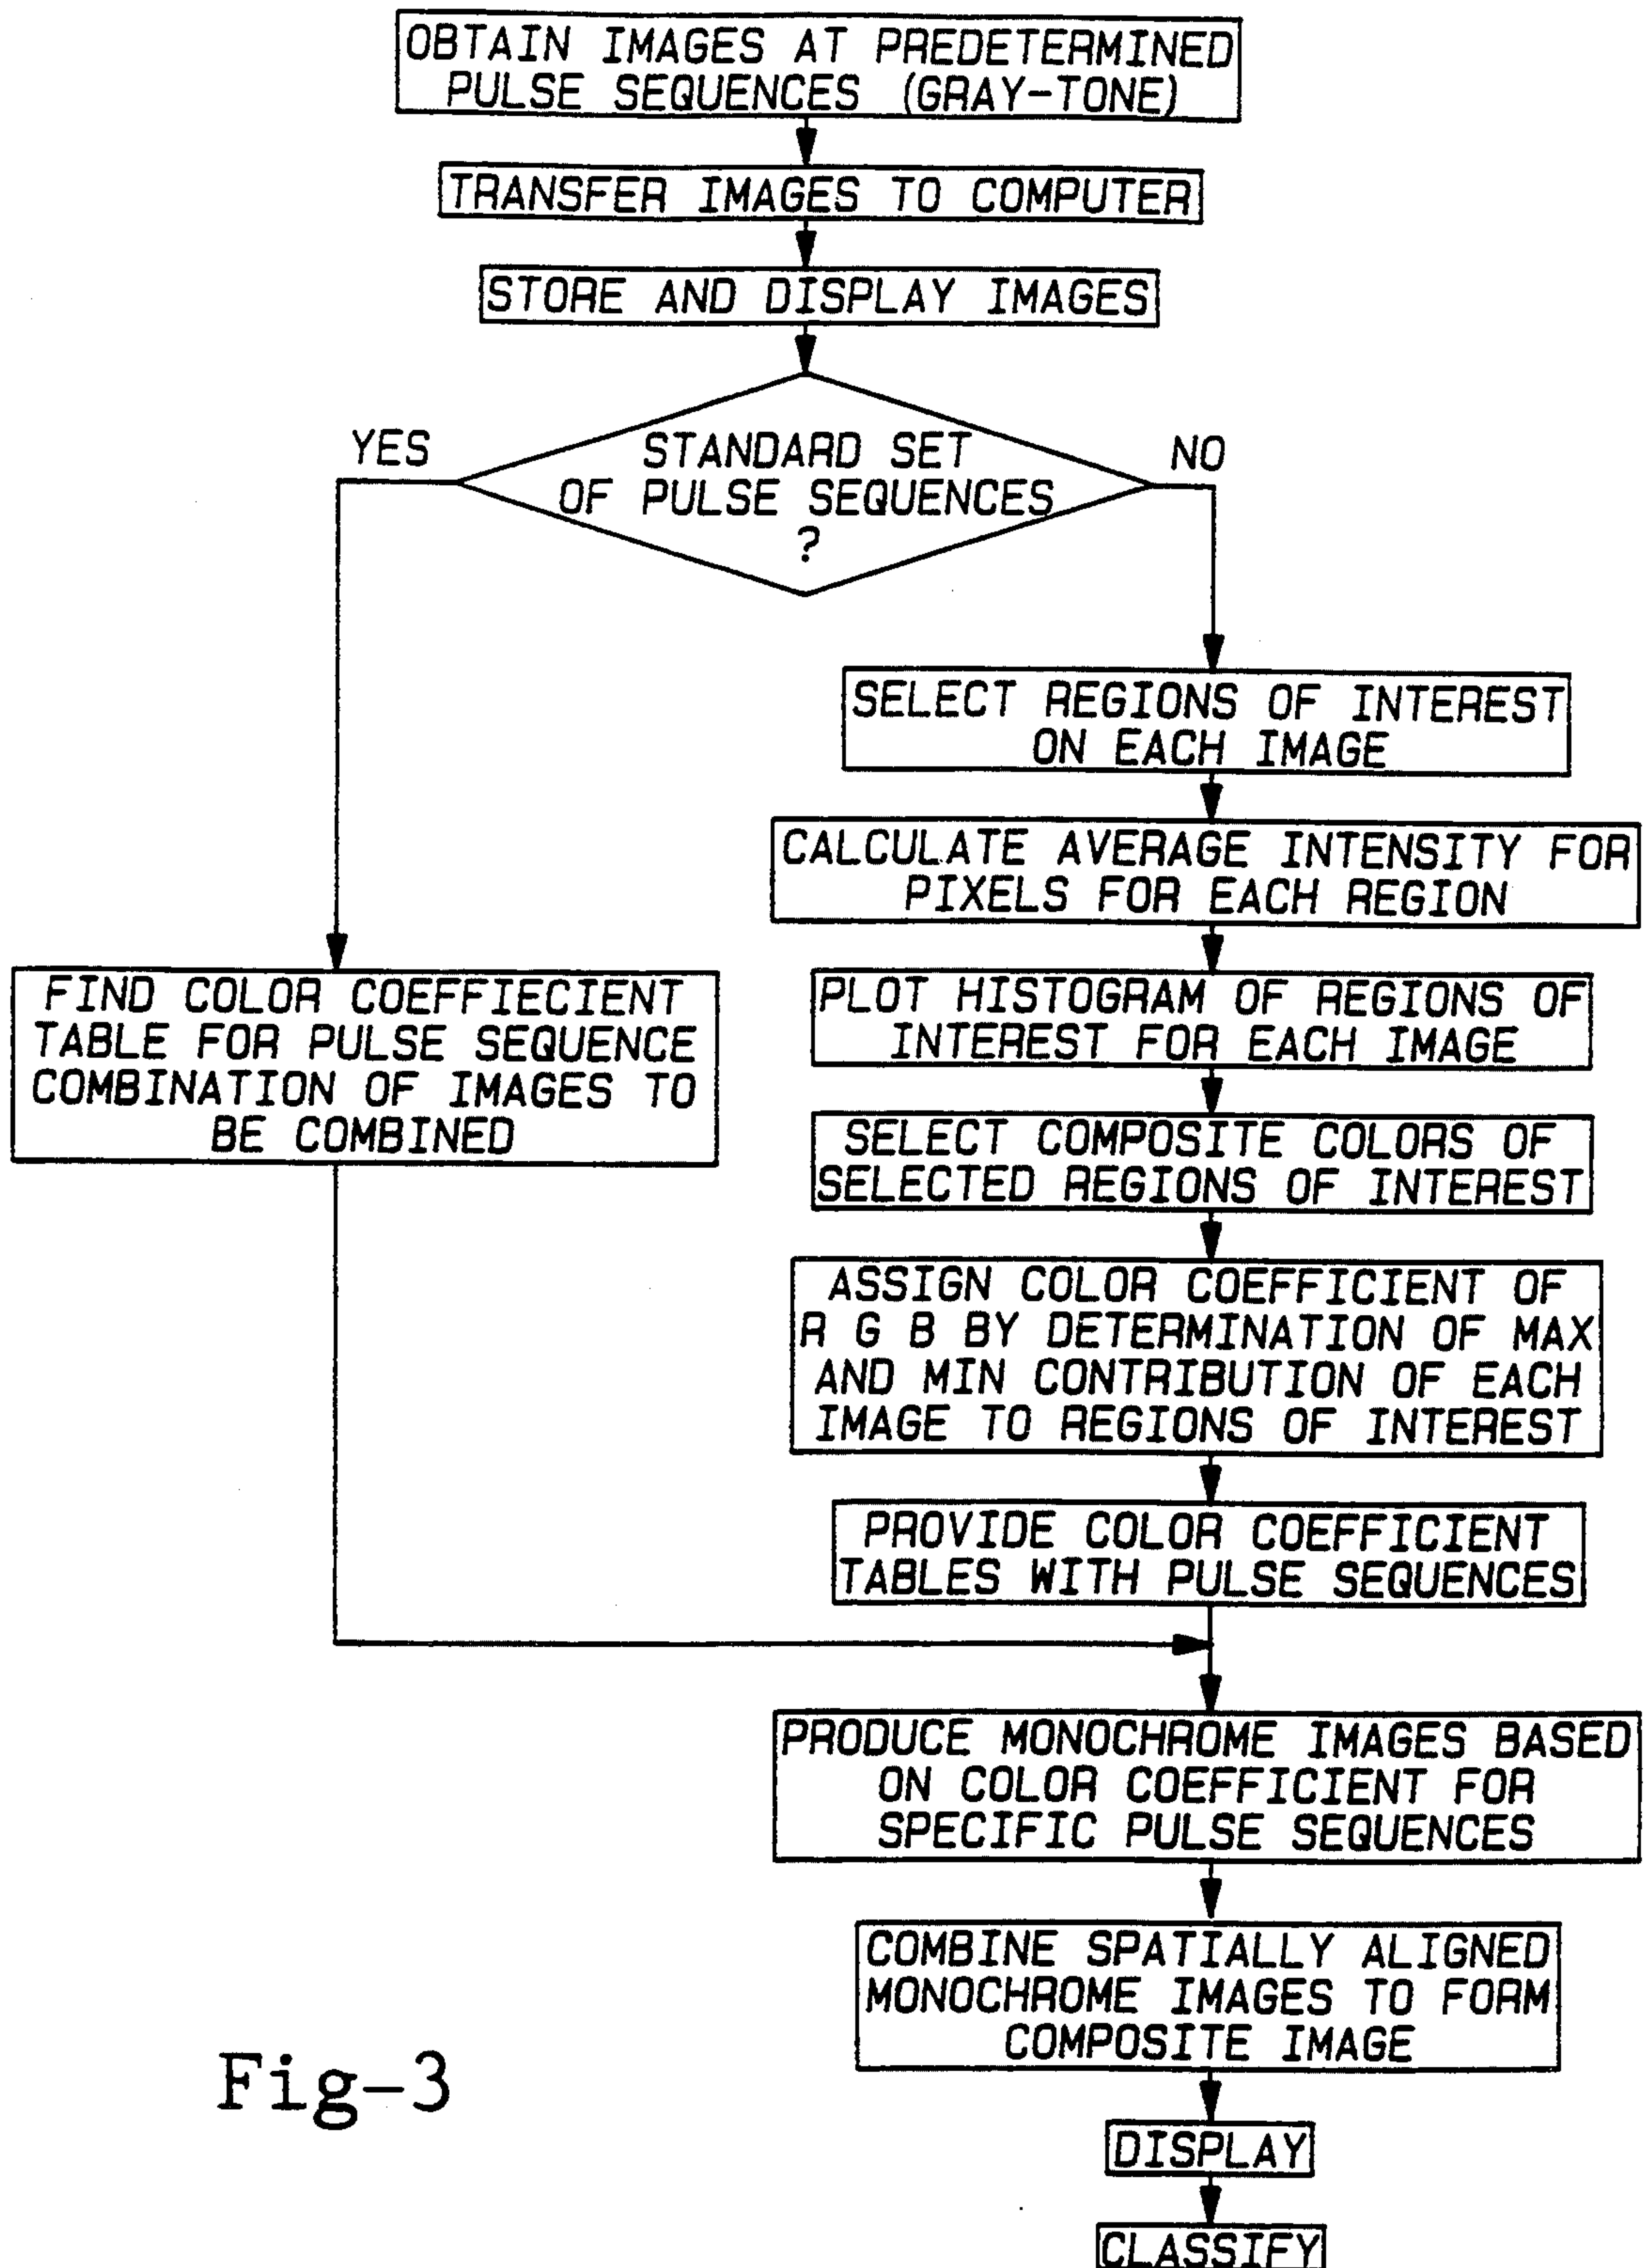 OBTAIN IMAGES AT PREDETERMINED
PULSE SEQUENCES (GRAY-TONE)
TRANSFER IMAGES TO COMPUTER
STORE AND DISPLAY IMAGES
YES
STANDARD SET
OF PULSE SEQUENCES
?
NO
SELECT REGIONS OF INTEREST
ON EACH IMAGE
CALCULATE AVERAGE INTENSITY FOR
PIXELS FOR EACH REGION
FIND COLOR COEFFIECIENT
TABLE FOR PULSE SEQUENCE
COMBINATION OF IMAGES TO
BE COMBINED
PLOT HISTOGRAM OF REGIONS OF
INTEREST FOR EACH IMAGE
SELECT COMPOSITE COLORS OF
SELECTED REGIONS OF INTEREST
ASSIGN COLOR COEFFICIENT OF
R G B BY DETERMINATION OF MAX
AND MIN CONTRIBUTION OF EACH
IMAGE TO REGIONS OF INTEREST
PROVIDE COLOR COEFFICIENT
TABLES WITH PULSE SEQUENCES
PRODUCE MONOCHROME IMAGES BASED
ON COLOR COEFFICIENT FOR
SPECIFIC PULSE SEQUENCES
COMBINE SPATIALLY ALIGNED
MONOCHROME IMAGES TO FORM
COMPOSITE IMAGE
DISPLAY
CLASSIFY
Fig-3